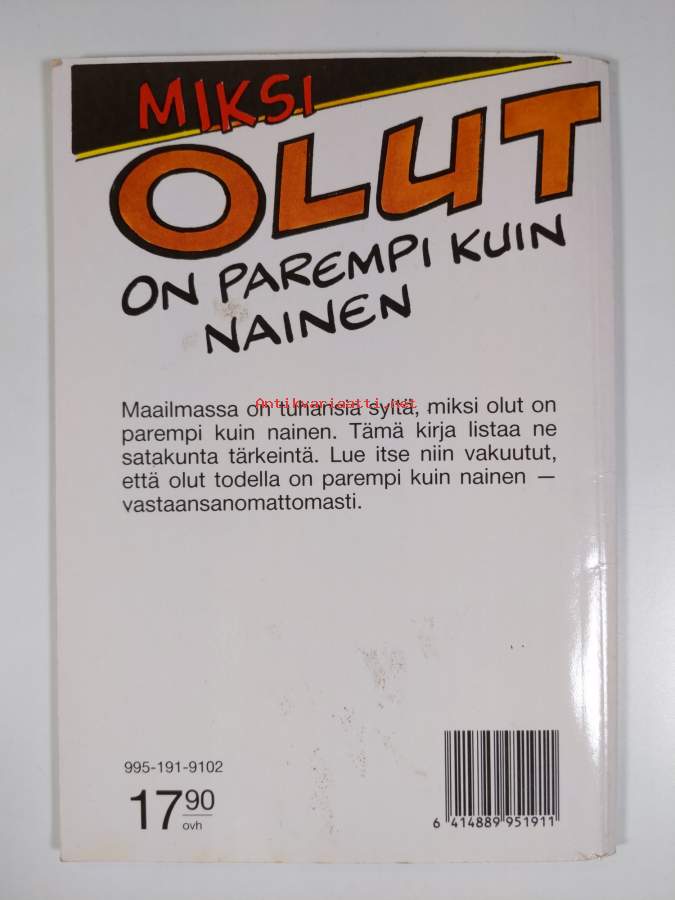 MIKSI
OLUT
ON PAREMPI KUIN
NAINEN
Antikvariaatti.net
Maailmassa on tuhansia syitä, miksi olut on
parempi kuin nainen. Tämä kirja listaa ne
satakunta tärkeintä. Lue itse niin vakuutut,
että olut todella on parempi kuin nainen —
vastaansanomattomasti.
995-191-9102
17 90
ovh
6 414889 951911